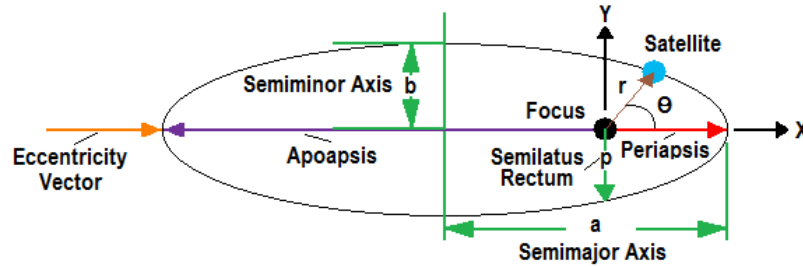 Y
Satellite
Semiminor Axis
b
r
Focus
Θ
X
Eccentricity
Vector
Apoapsis
Semilatus
Rectum
p
Periapsis
a
Semimajor Axis